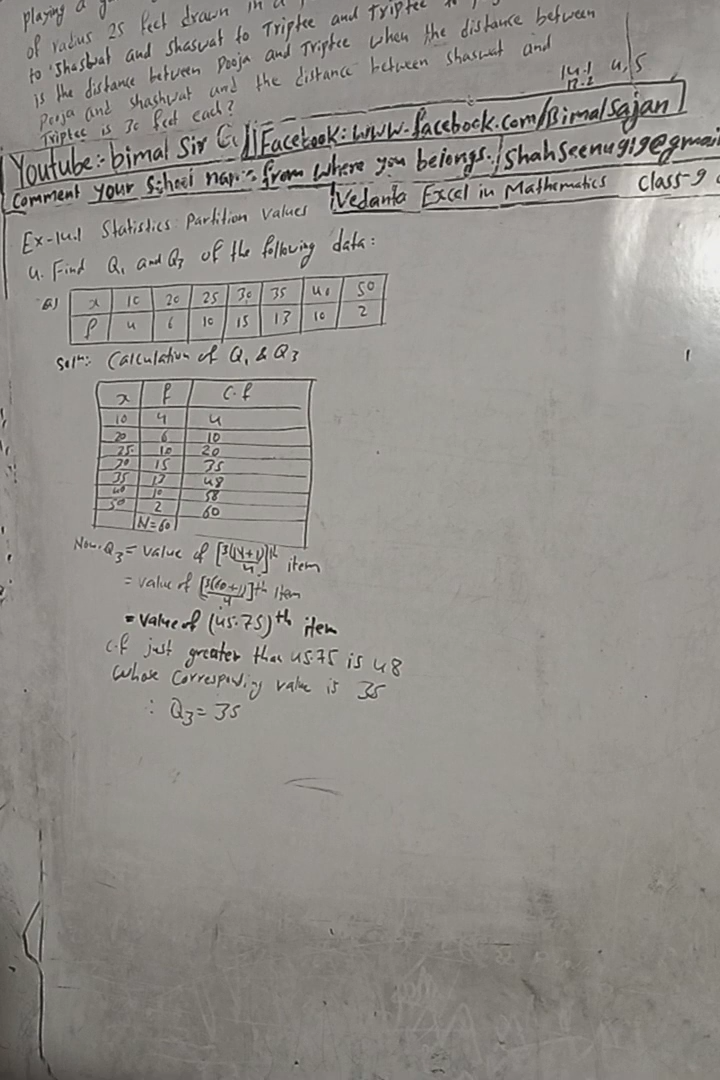 playing a
of radius 25 feet drawn in a
to Shashwat and Shaswat to Triptee and Triptee to
is the distance between Pooja and Triptee when the distance between
Pooja and Shashwat and the distance between Shaswat and
Triptee is 30 feet each?
14.1 4,5
Youtube:- bimal Sir Facebook: www.facebook.com/BimalSajan
Comment your School name from where you belongs. Shahseenu919@gmai
Vedanta Excel in Mathematics Class-9
Ex-14.1 Statistics: Partition values
4. Find Q₁ and Q₃ of the following data:
a) x 10 20 25 30 35 40 50
f 4 6 10 15 13 10 2
Solⁿ: Calculation of Q₁ & Q₃
x f C.f
10 4 4
20 6 10
25 10 20
30 15 35
35 13 48
40 10 58
50 2 60
N=60
Now, Q₃ = value of [3(N+1)/4]th item
= value of [3(60+1)/4]th item
= value of (45.75)th item
C.f just greater than 45.75 is 48
whose corresponding value is 35
∴ Q₃ = 35